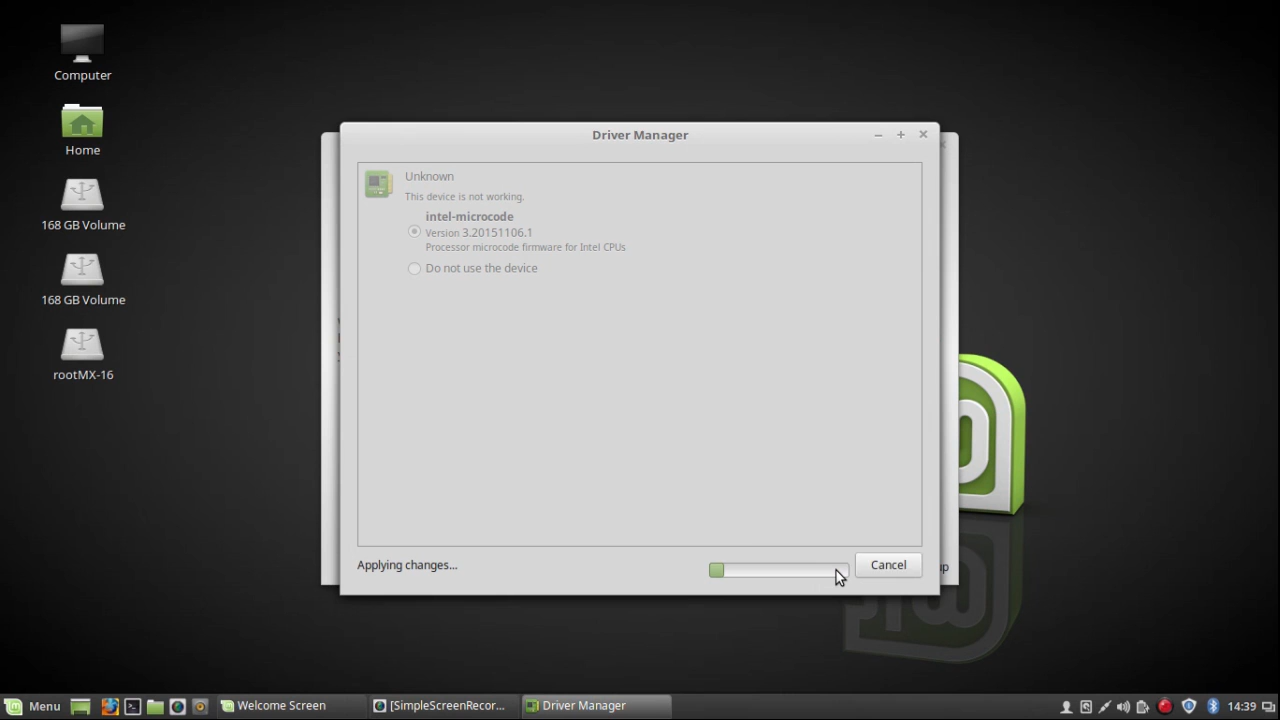 Computer
Home
168 GB Volume
168 GB Volume
rootMX-16
Driver Manager
Unknown
This device is not working.
intel-microcode
Version 3.20151106.1
Processor microcode firmware for Intel CPUs
Do not use the device
Applying changes...
Cancel
up
Menu
Welcome Screen
[SimpleScreenRecor...
Driver Manager
14:39